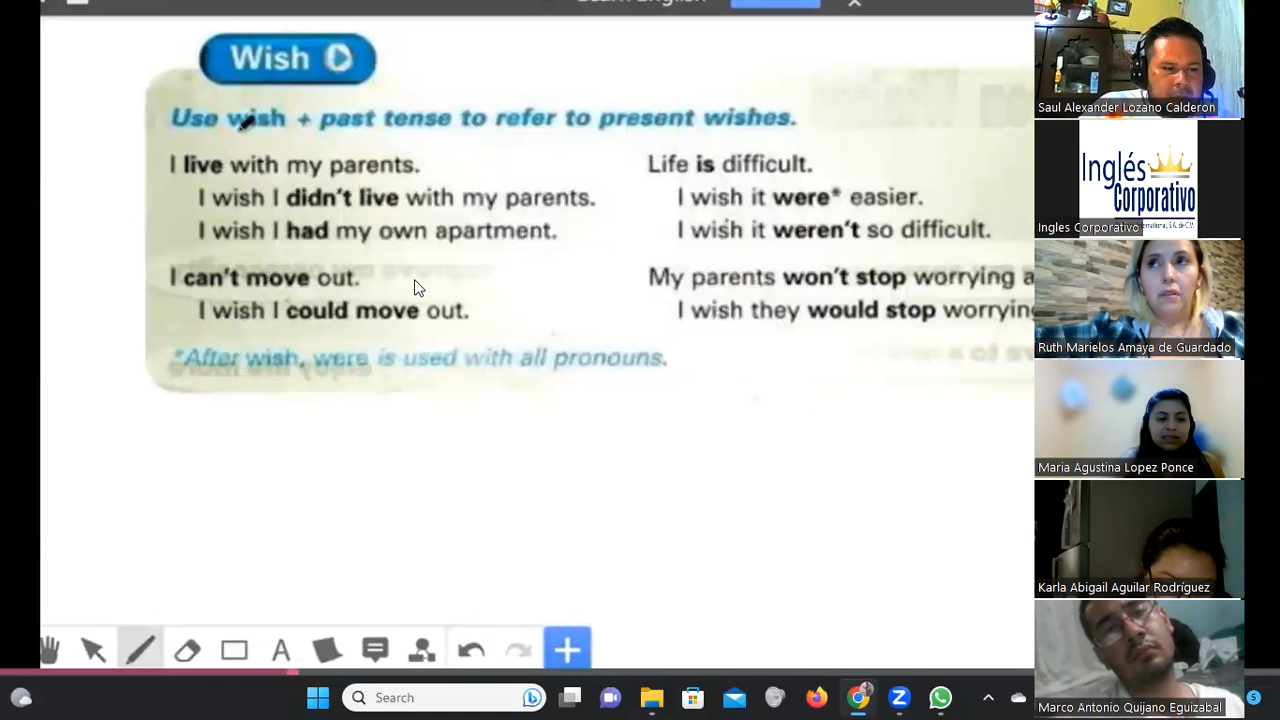 Wish
Use wish + past tense to refer to present wishes.
I live with my parents.
I wish I didn't live with my parents.
I wish I had my own apartment.
I can't move out.
I wish I could move out.
Life is difficult.
I wish it were* easier.
I wish it weren't so difficult.
My parents won't stop worrying
I wish they would stop worrying
*After wish, were is used with all pronouns.
Saul Alexander Lozano Calderon
Inglés
Corporativo
Ingles Corporativo
Ruth Marielos Amaya de Guardado
Maria Agustina Lopez Ponce
Karla Abigail Aguilar Rodríguez
Marco Antonio Quijano Eguizabal
A
Search
5